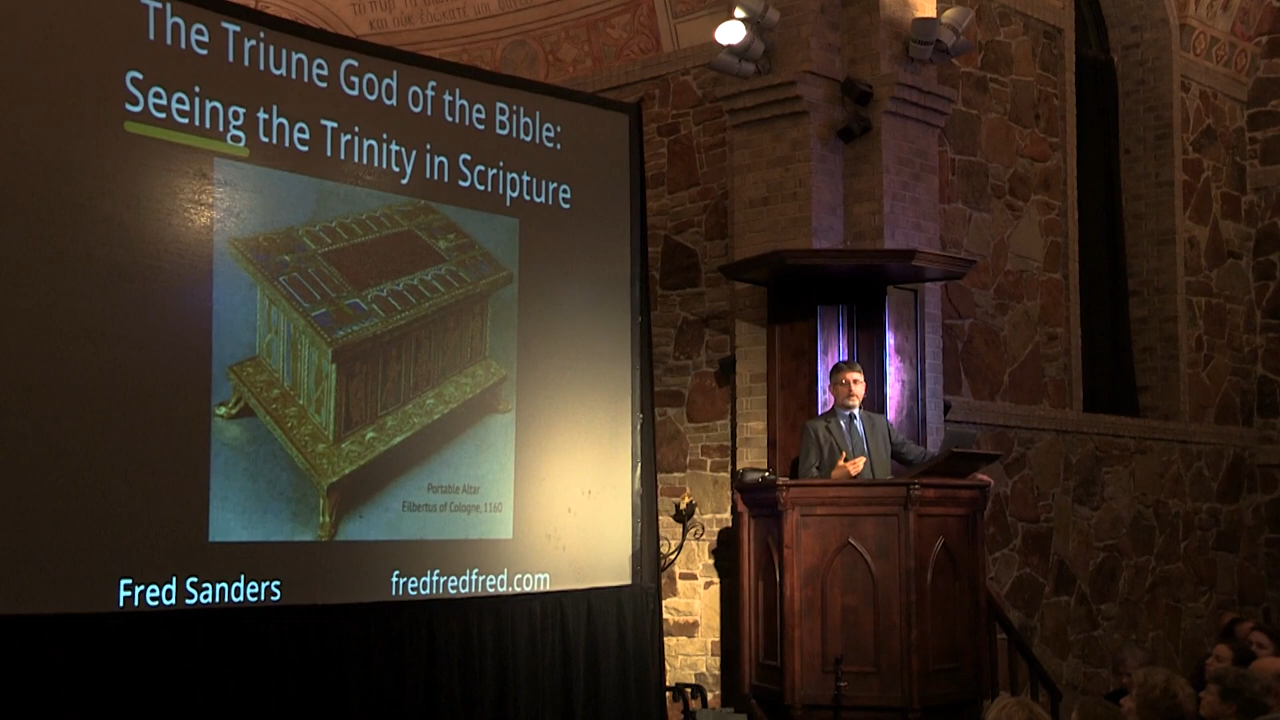 The Triune God of the Bible:
Seeing the Trinity in Scripture
Portable Altar
Eilbertus of Cologne, 1160
Fred Sanders
fredfredfred.com